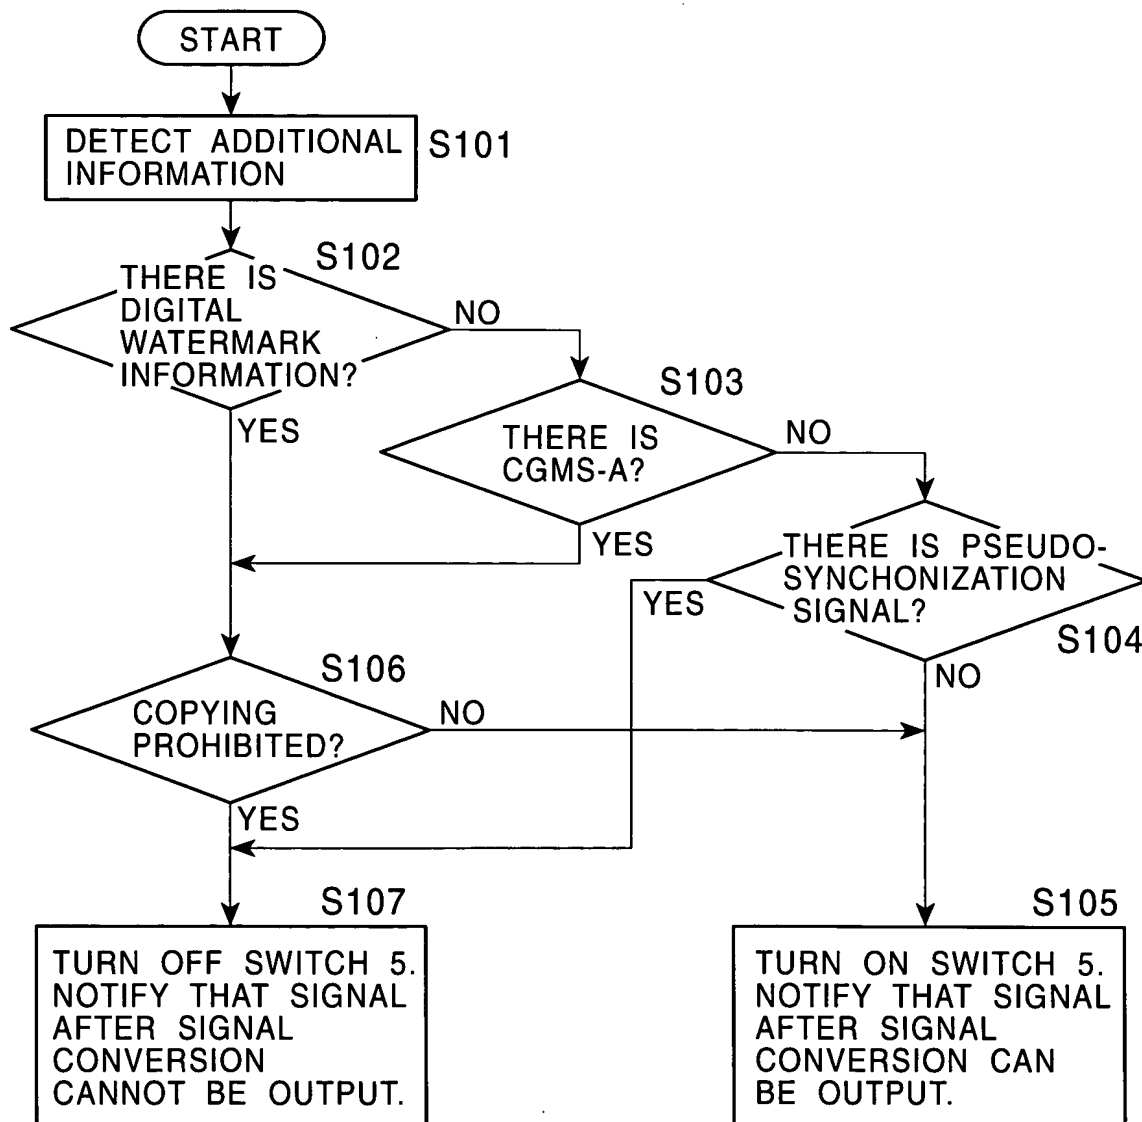 START
DETECT ADDITIONAL
INFORMATION
S101
S102
THERE IS
DIGITAL
WATERMARK
INFORMATION?
NO
YES
S103
THERE IS
CGMS-A?
NO
YES
THERE IS PSEUDO-
SYNCHONIZATION
SIGNAL?
YES
S104
NO
S106
COPYING
PROHIBITED?
NO
YES
S107
TURN OFF SWITCH 5.
NOTIFY THAT SIGNAL
AFTER SIGNAL
CONVERSION
CANNOT BE OUTPUT.
S105
TURN ON SWITCH 5.
NOTIFY THAT SIGNAL
AFTER SIGNAL
CONVERSION CAN
BE OUTPUT.